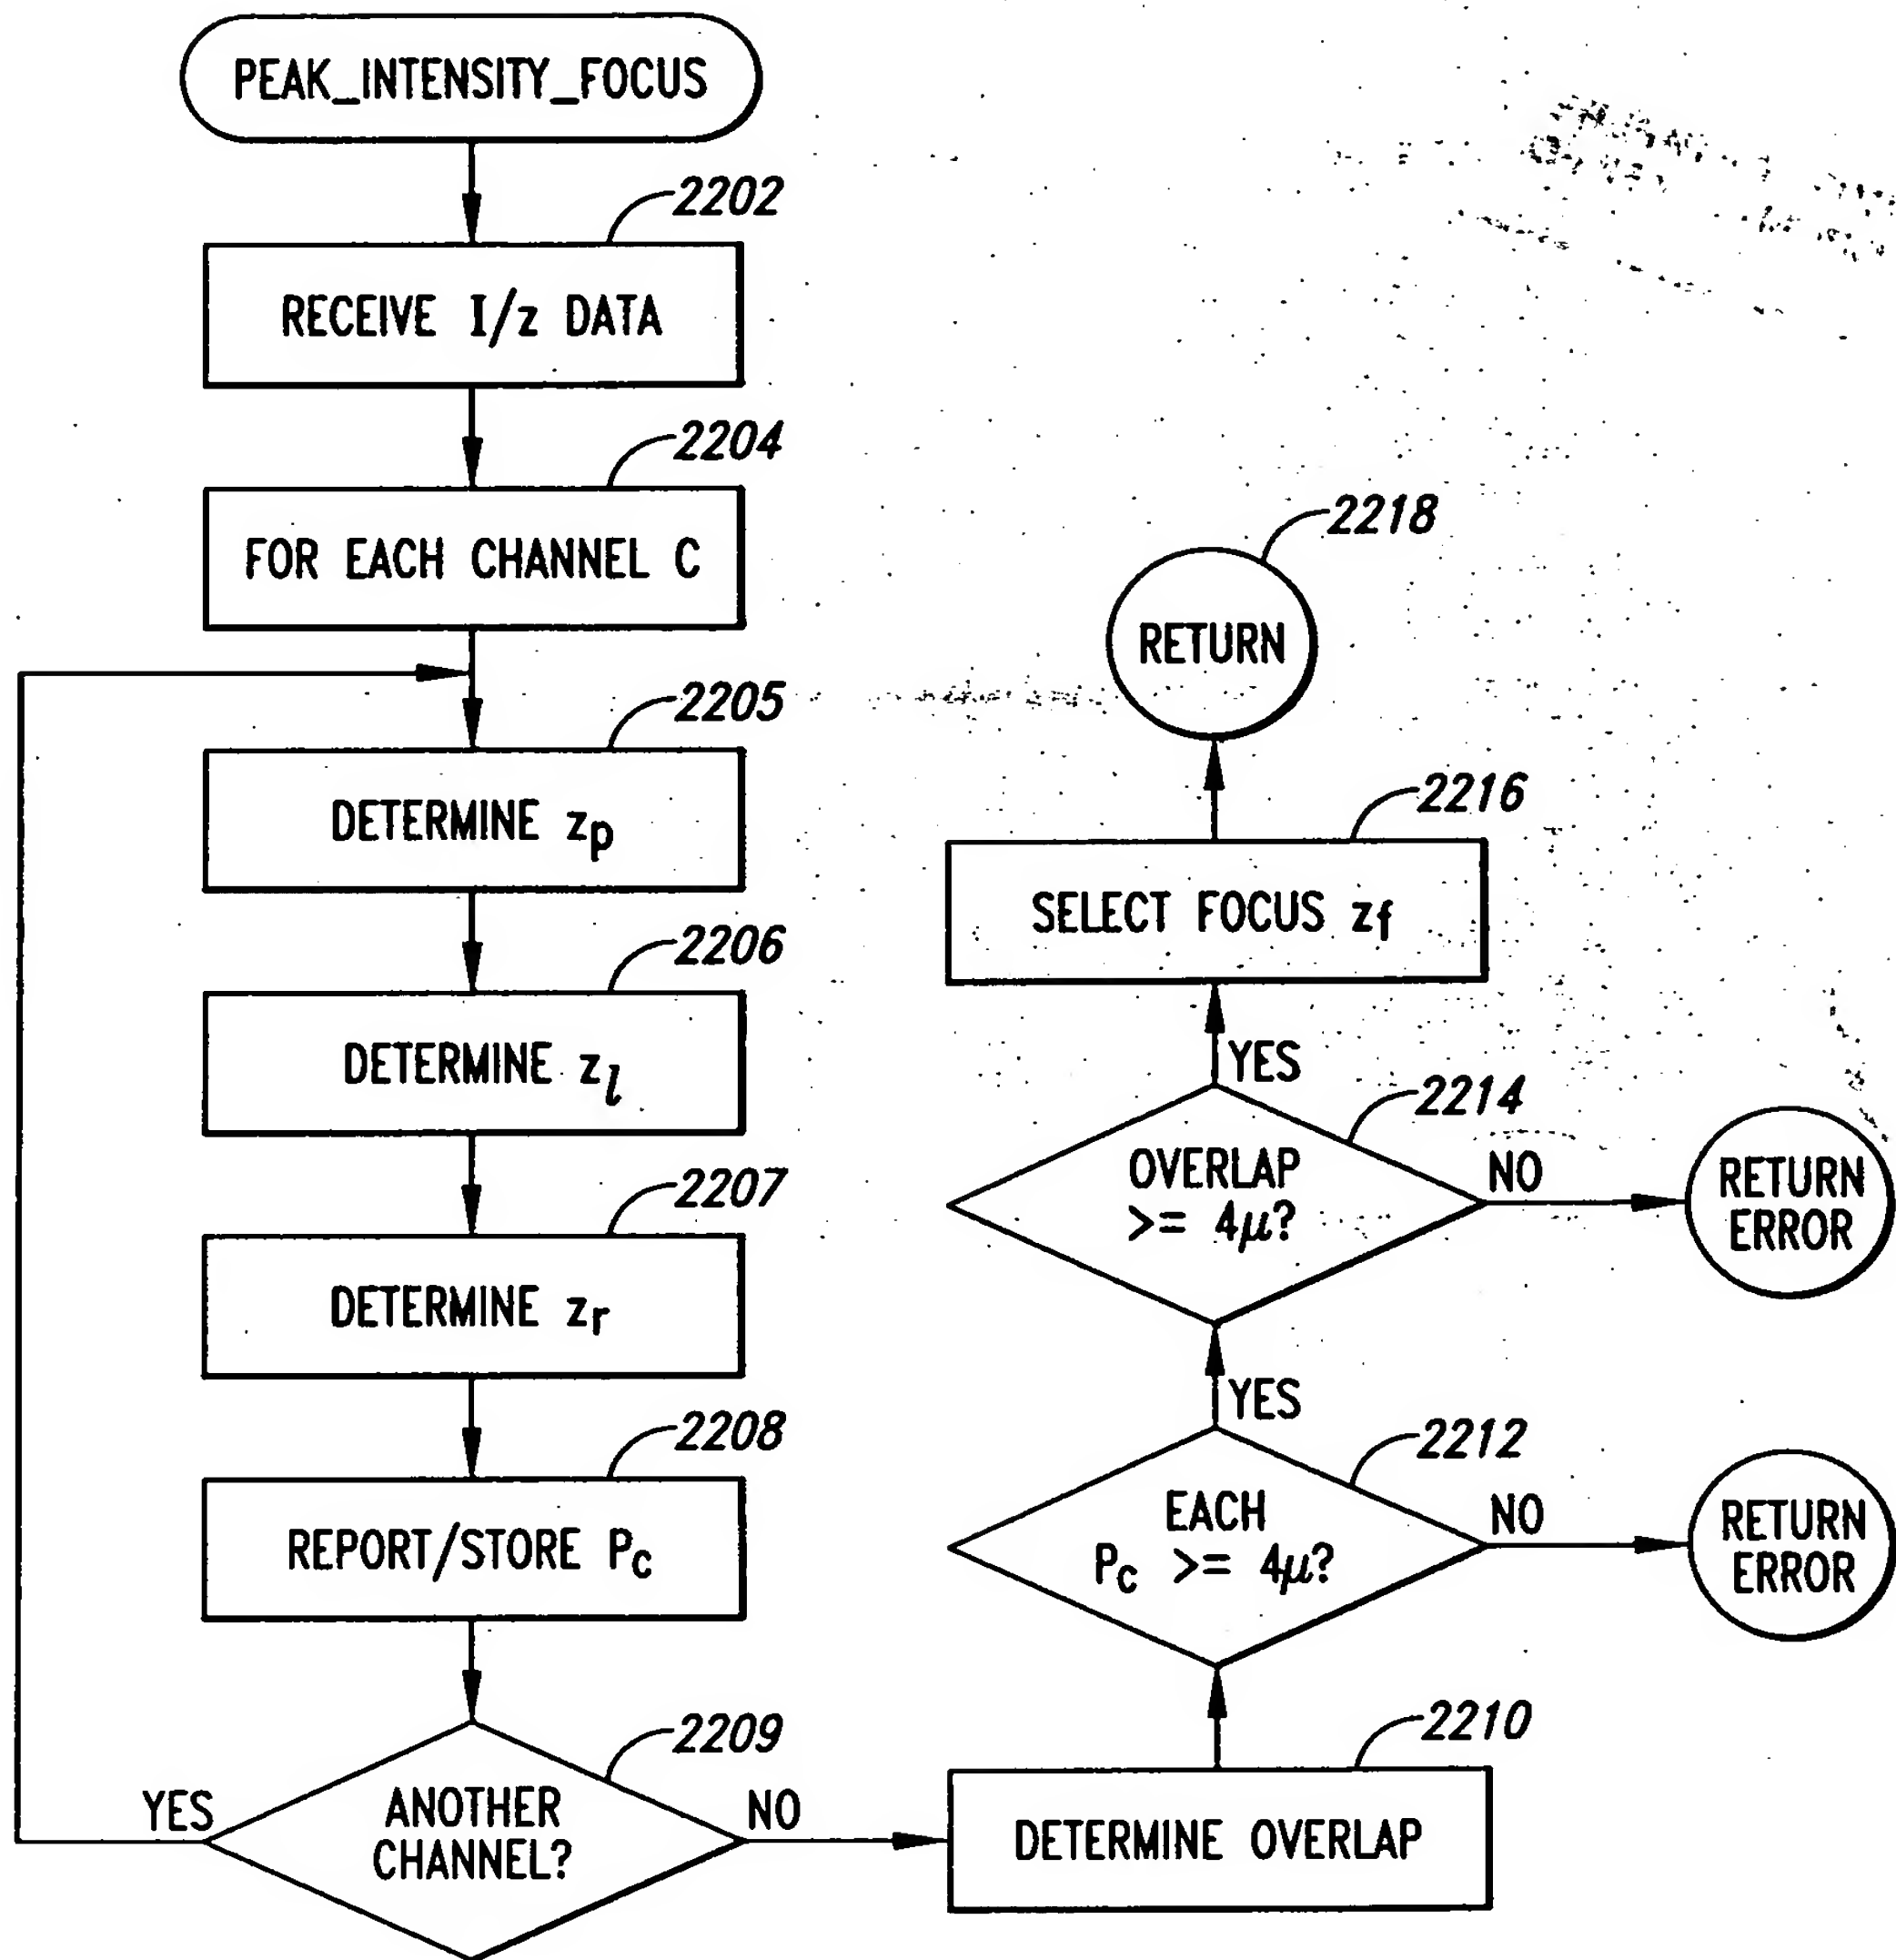 PEAK_INTENSITY_FOCUS
2202
RECEIVE I/z DATA
2204
FOR EACH CHANNEL C
2205
DETERMINE zp
2206
DETERMINE zl
2207
DETERMINE zr
2208
REPORT/STORE Pc
2209
ANOTHER
CHANNEL?
YES
NO
2210
DETERMINE OVERLAP
2212
EACH
Pc >= 4μ?
NO
RETURN
ERROR
YES
2214
OVERLAP
>= 4μ?
NO
RETURN
ERROR
YES
2216
SELECT FOCUS zf
2218
RETURN